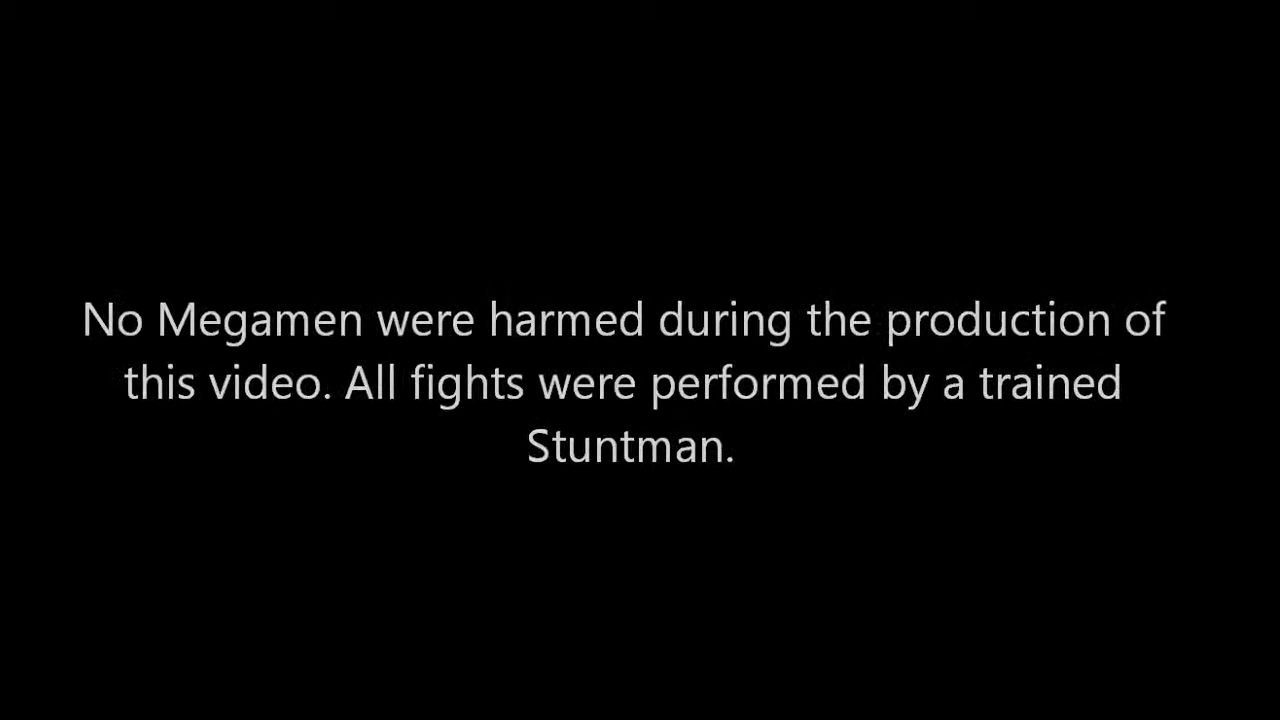 No Megamen were harmed during the production of
this video. All fights were performed by a trained
Stuntman.